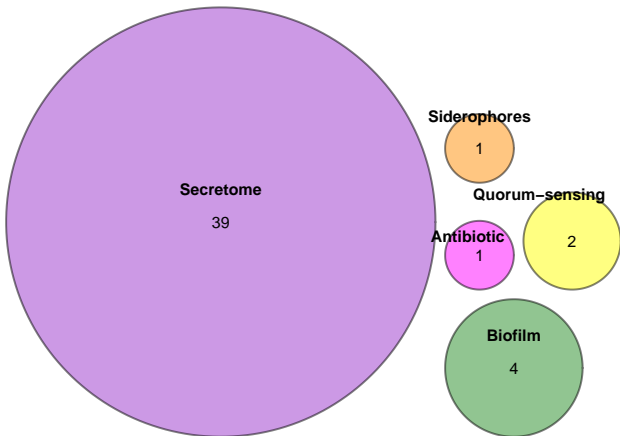 Secretome
39
Siderophores
1
Quorum−sensing
2
Antibiotic
1
Biofilm
4